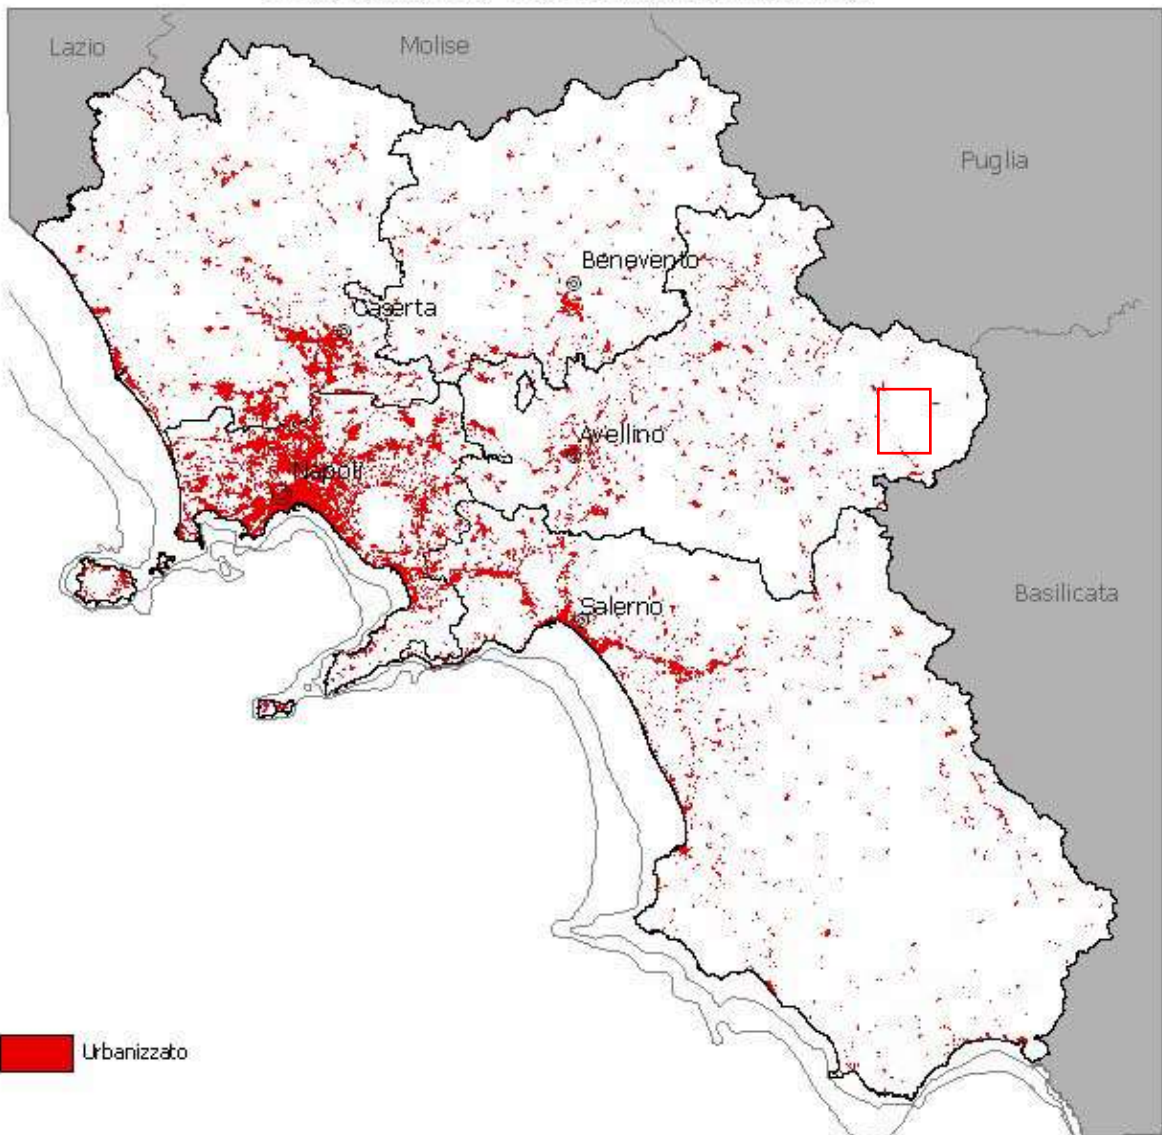 Lazio
Molise
Puglia
Benevento
Caserta
Avellino
Napoli
Basilicata
Salerno
Urbanizzato